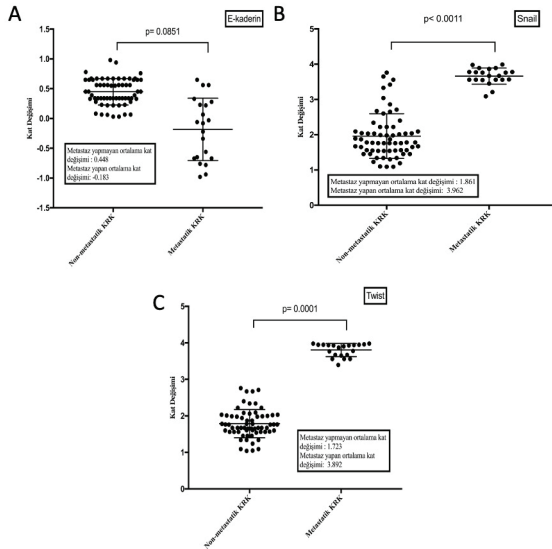 A
E-kaderin
p= 0.0851
1.5
1.0
0.5
0.0
-0.5
-1.0
-1.5
Kat Değişimi
Metastaz yapmayan ortalama kat
değişimi : 0.448
Metastaz yapan ortalama kat
değişimi: -0.183
Non-metastatik KRK
Metastatik KRK
B
Snail
p< 0.0011
5
4
3
2
1
0
Kat Değişimi
Metastaz yapmayan ortalama kat değişimi : 1.861
Metastaz yapan ortalama kat değişimi: 3.962
Non-metastatik KRK
Metastatik KRK
C
Twist
p= 0.0001
5
4
3
2
1
0
Kat Değişimi
Metastaz yapmayan ortalama kat
değişimi : 1.723
Metastaz yapan ortalama kat
değişimi: 3.892
Non-metastatik KRK
Metastatik KRK